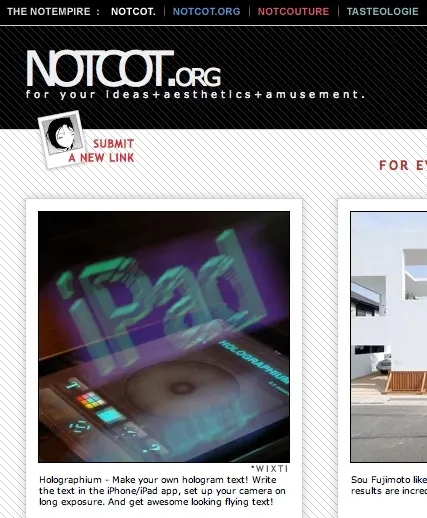 THE NOTEMPIRE : NOTCOT. NOTCOT.ORG NOTCOUTURE TASTEOLOGIE
NOTCOT.ORG
for your ideas+aesthetics+amusement.
SUBMIT
A NEW LINK
FOR EV
iPad
HOLOGRAPHIUM
T
*WIXTI
Holographium - Make your own hologram text! Write
the text in the iPhone/iPad app, set up your camera on
long exposure. And get awesome looking flying text!
Sou Fujimoto like
results are incred